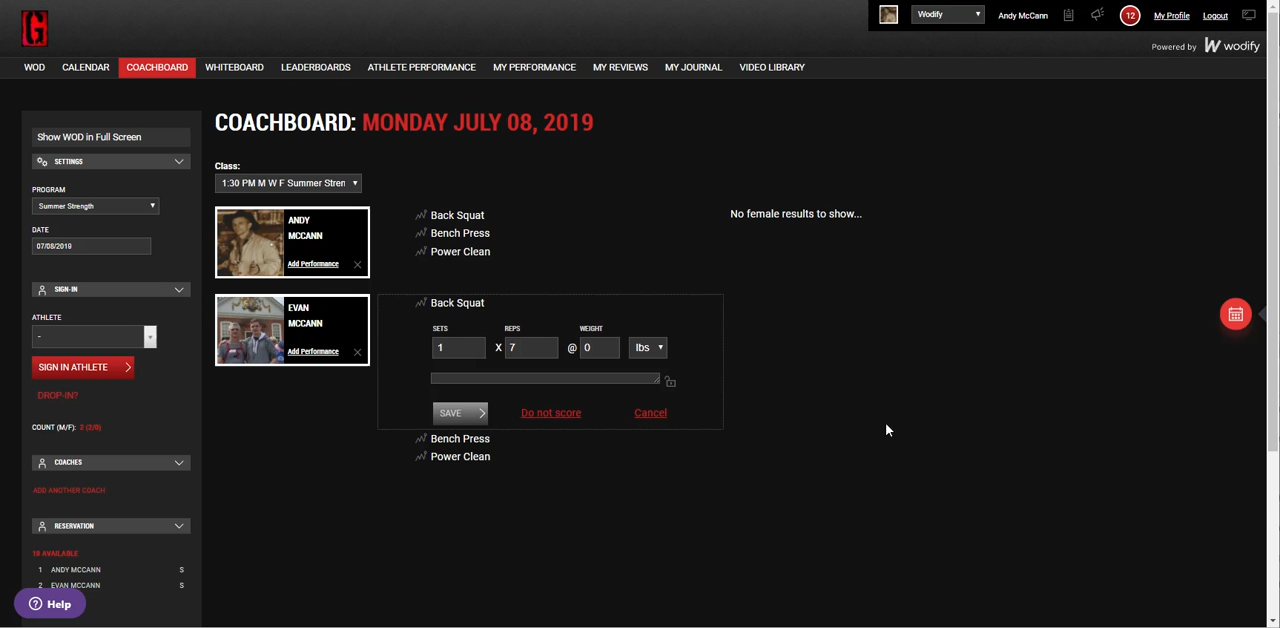 G
Wodify
Andy McCann
12
My Profile
Logout
Powered by
wodify
WOD
CALENDAR
COACHBOARD
WHITEBOARD
LEADERBOARDS
ATHLETE PERFORMANCE
MY PERFORMANCE
MY REVIEWS
MY JOURNAL
VIDEO LIBRARY
Show WOD in Full Screen
SETTINGS
PROGRAM
Summer Strength
DATE
07/08/2019
SIGN-IN
ATHLETE
-
SIGN IN ATHLETE
DROP-IN?
COUNT (M/F): 2 (2/0)
COACHES
ADD ANOTHER COACH
RESERVATION
18 AVAILABLE
1 ANDY MCCANN S
2 EVAN MCCANN S
Help
COACHBOARD: MONDAY JULY 08, 2019
Class:
1:30 PM M W F Summer Stren
ANDY
MCCANN
Add Performance
Back Squat
Bench Press
Power Clean
No female results to show...
EVAN
MCCANN
Add Performance
Back Squat
SETS REPS WEIGHT
1 X 7 @ 0 lbs
SAVE Do not score Cancel
Bench Press
Power Clean